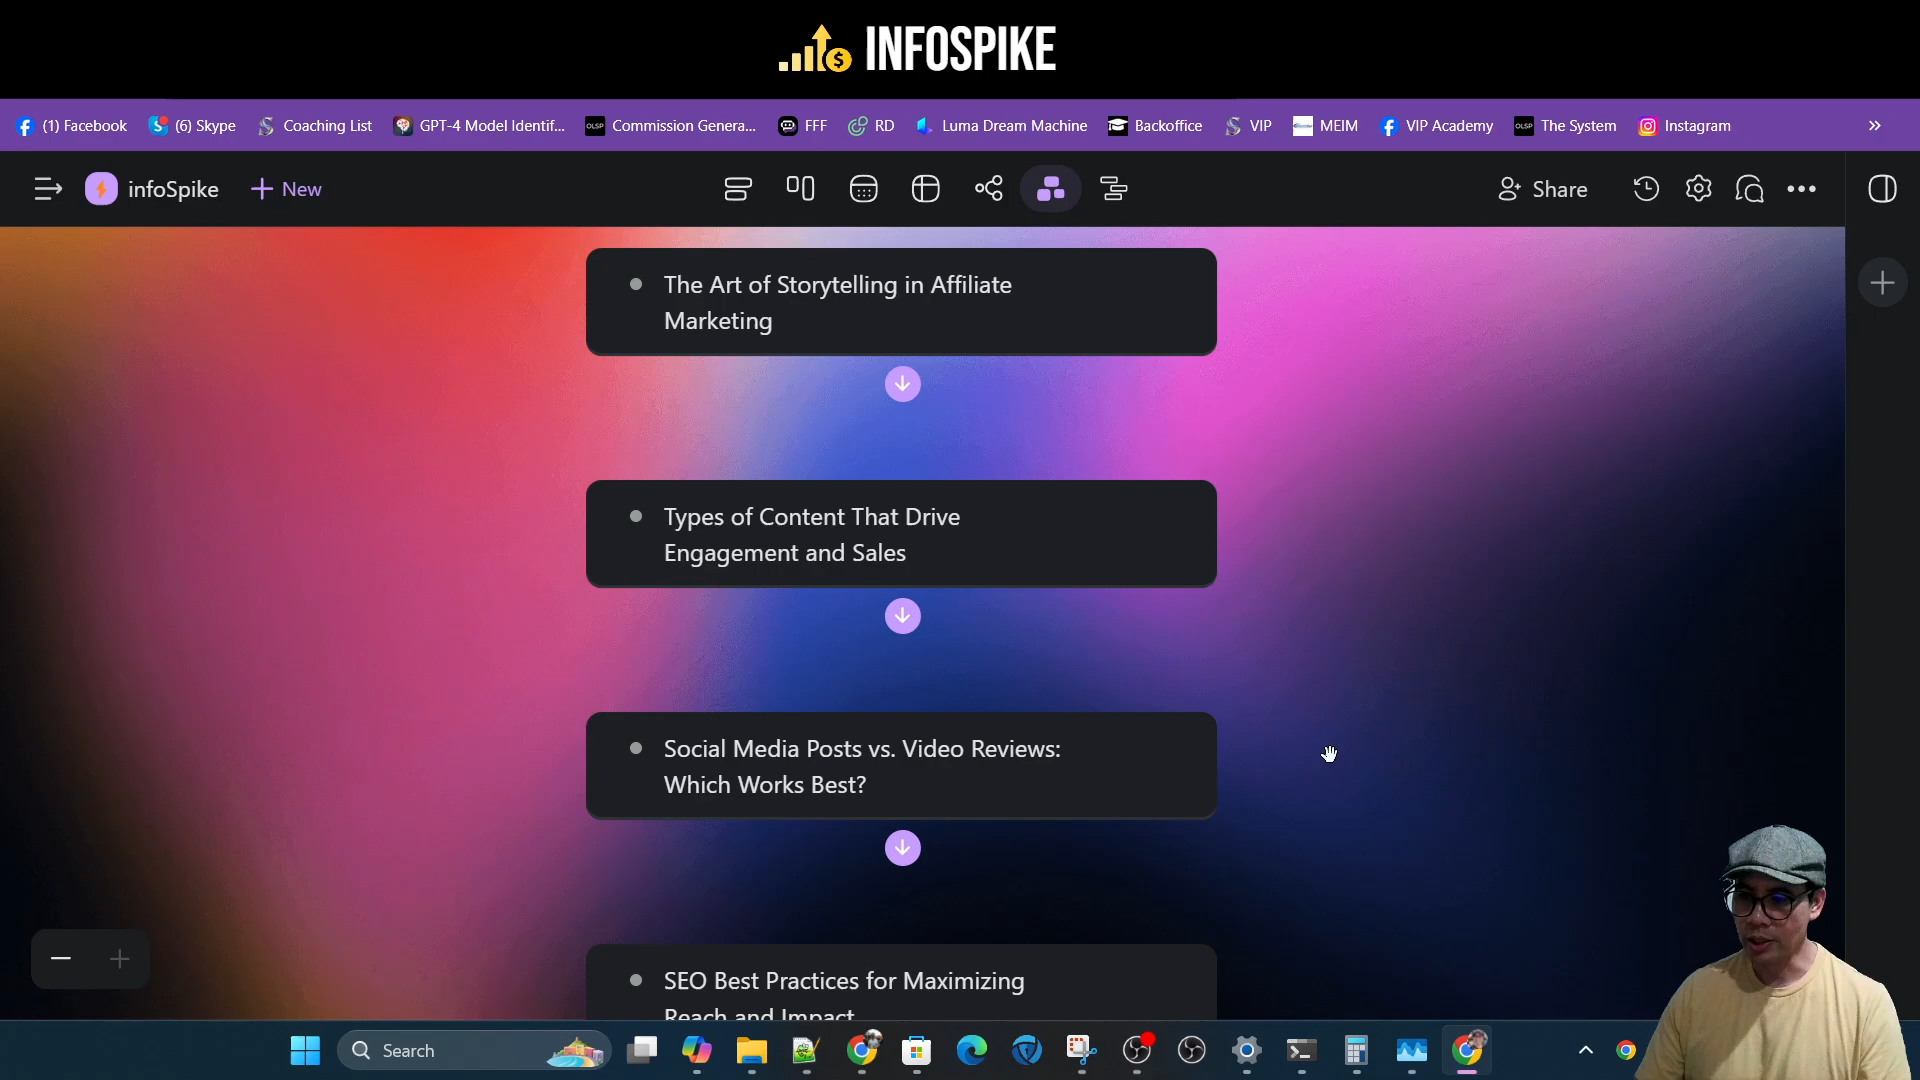 $ INFOSPIKE
(1) Facebook
(6) Skype
Coaching List
GPT-4 Model Identif...
OLSP Commission Genera...
FFF
RD
Luma Dream Machine
Backoffice
VIP
MEIM
VIP Academy
OLSP The System
Instagram
infoSpike
New
Share
The Art of Storytelling in Affiliate
Marketing
Types of Content That Drive
Engagement and Sales
Social Media Posts vs. Video Reviews:
Which Works Best?
SEO Best Practices for Maximizing
Reach and Impact
Search